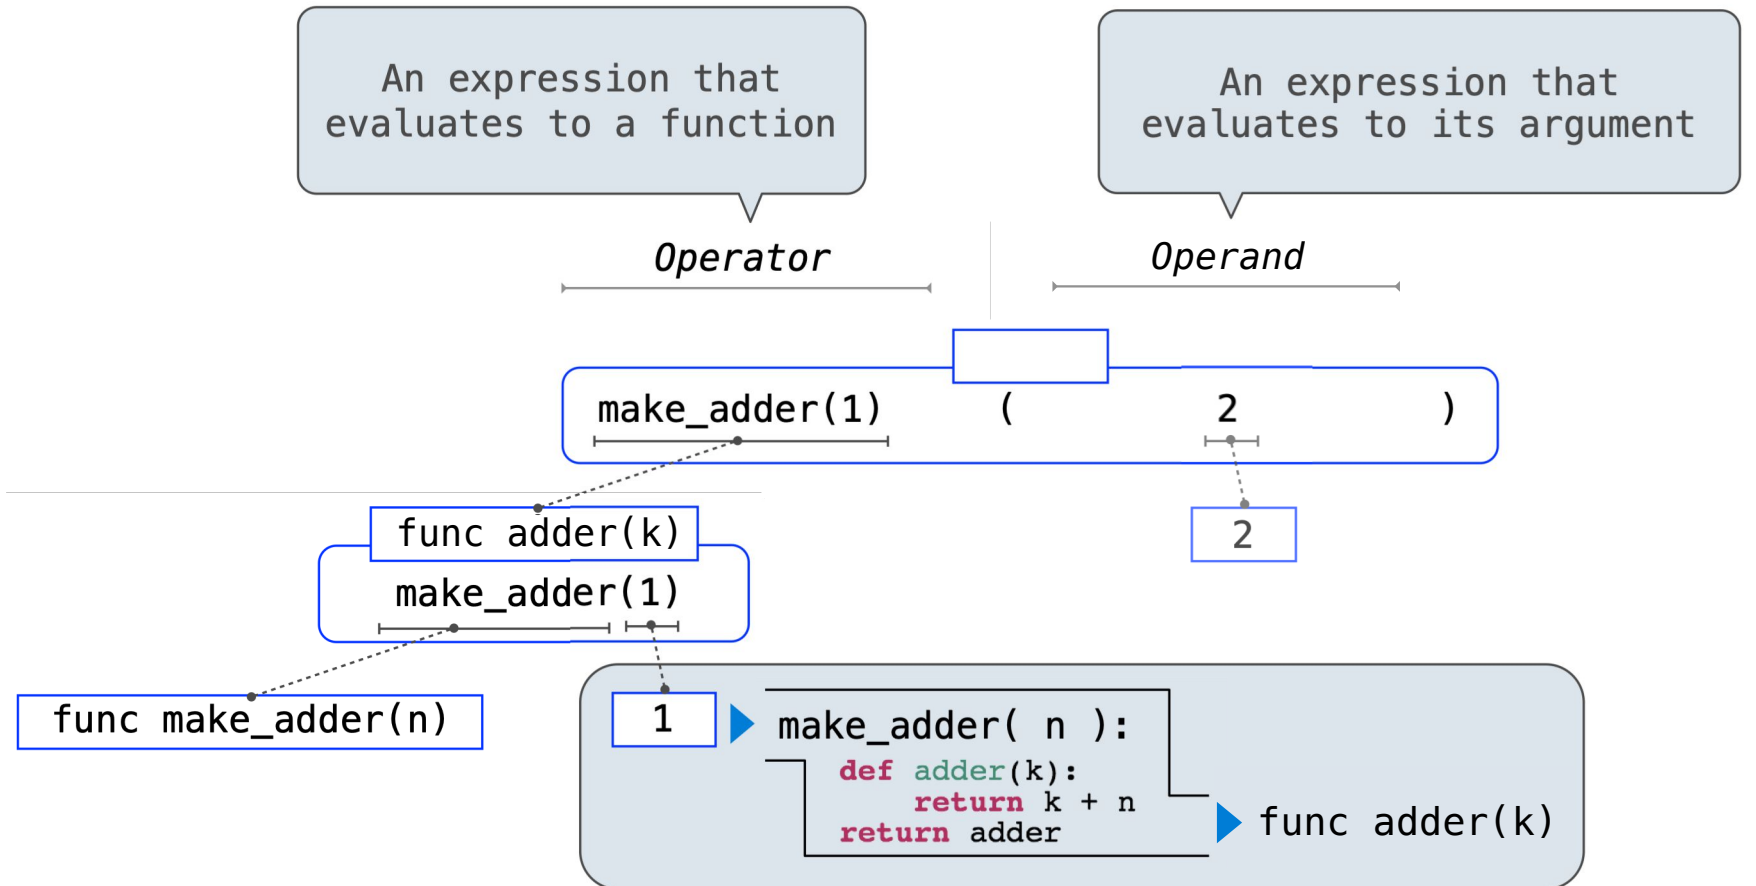 An expression that
evaluates to a function
An expression that
evaluates to its argument
Operator
Operand
make_adder(1) ( 2 )
func adder(k)
2
make_adder(1)
func make_adder(n)
1
make_adder( n ):
def adder(k):
return k + n
return adder
func adder(k)